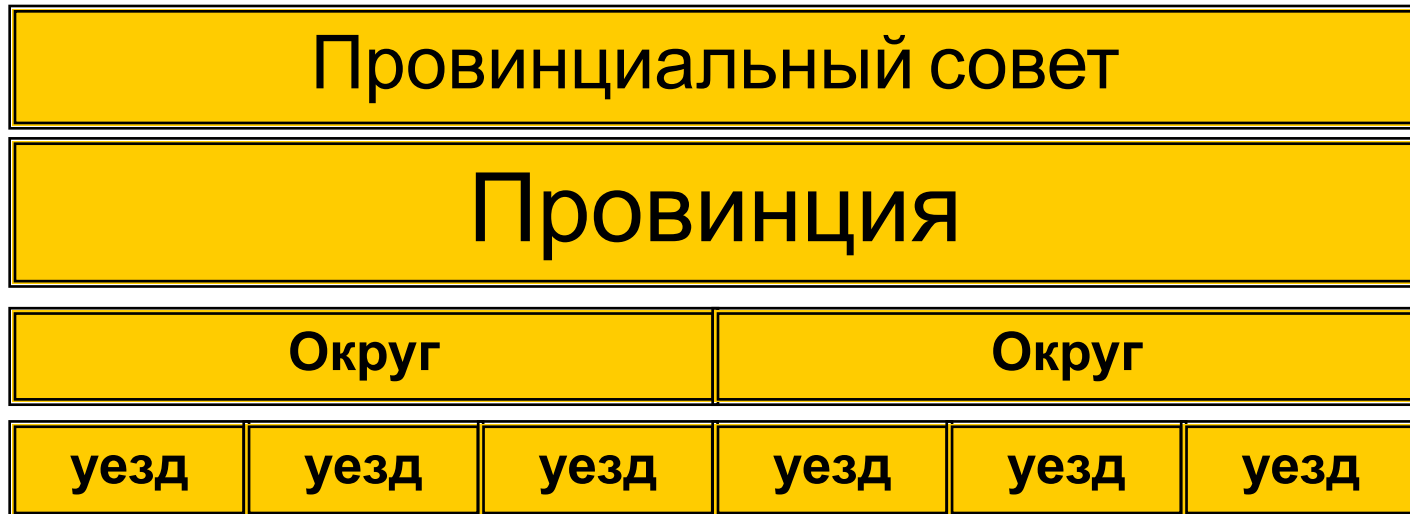 Провинциальный совет
Провинция
Округ Округ
уезд уезд уезд уезд уезд уезд